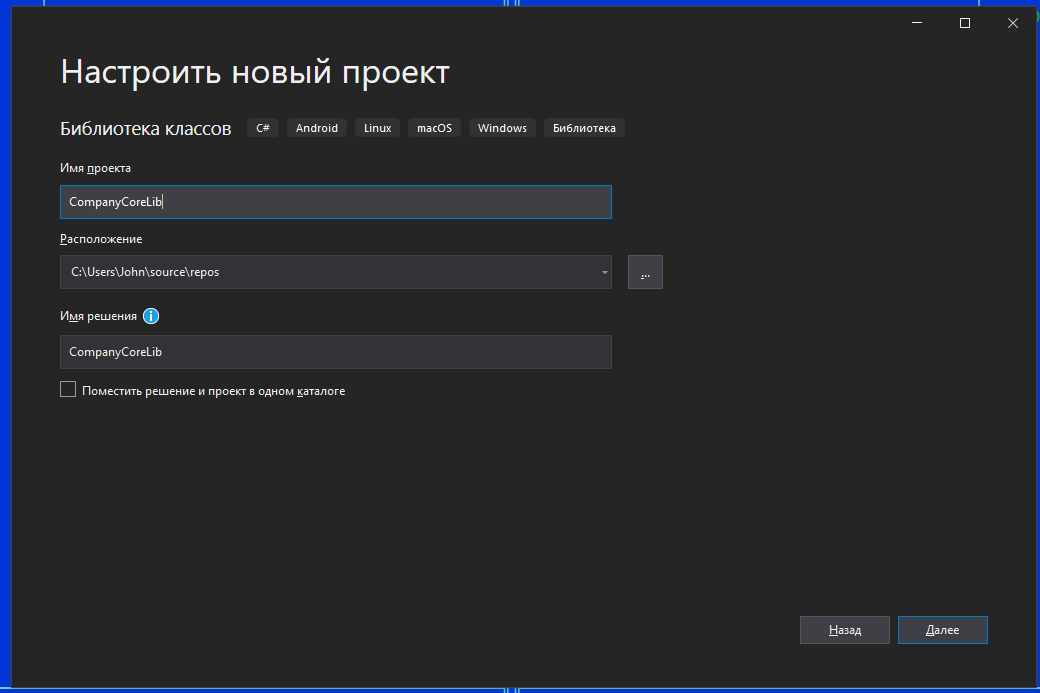 Настроить новый проект
Библиотека классов C# Android Linux macOS Windows Библиотека
Имя проекта
CompanyCoreLib
Расположение
C:\Users\John\source\repos
...
Имя решения i
CompanyCoreLib
Поместить решение и проект в одном каталоге
Назад Далее